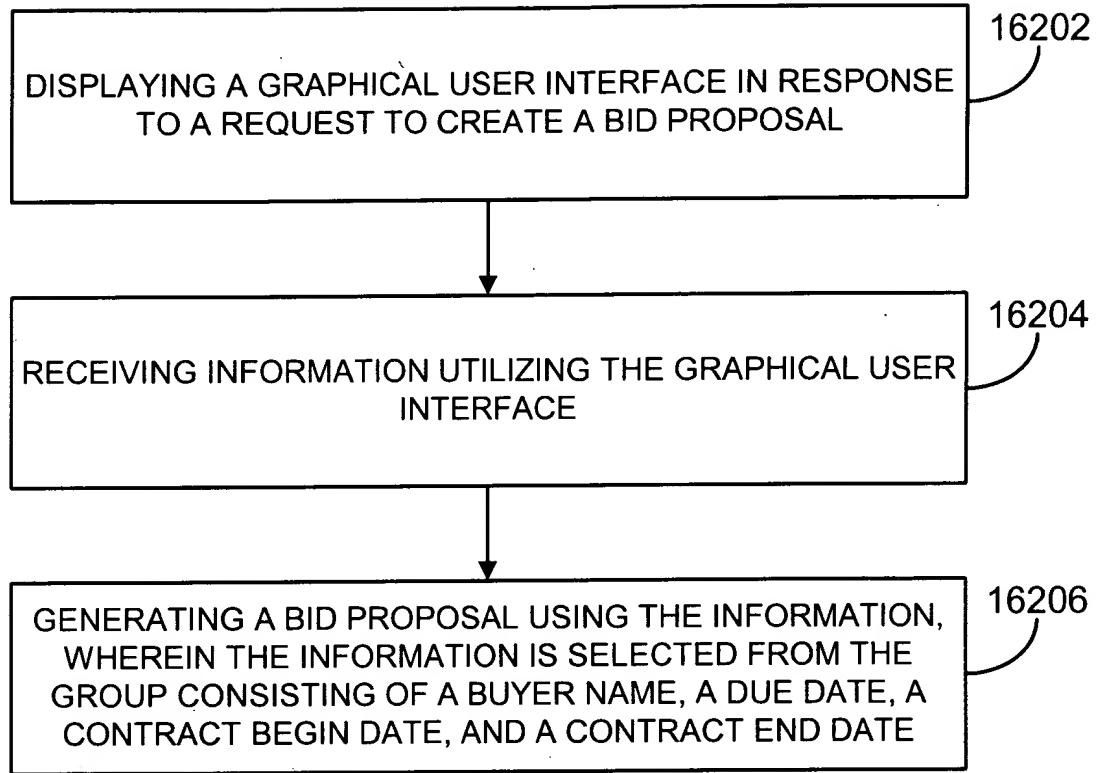 16202
DISPLAYING A GRAPHICAL USER INTERFACE IN RESPONSE
TO A REQUEST TO CREATE A BID PROPOSAL
16204
RECEIVING INFORMATION UTILIZING THE GRAPHICAL USER
INTERFACE
16206
GENERATING A BID PROPOSAL USING THE INFORMATION,
WHEREIN THE INFORMATION IS SELECTED FROM THE
GROUP CONSISTING OF A BUYER NAME, A DUE DATE, A
CONTRACT BEGIN DATE, AND A CONTRACT END DATE